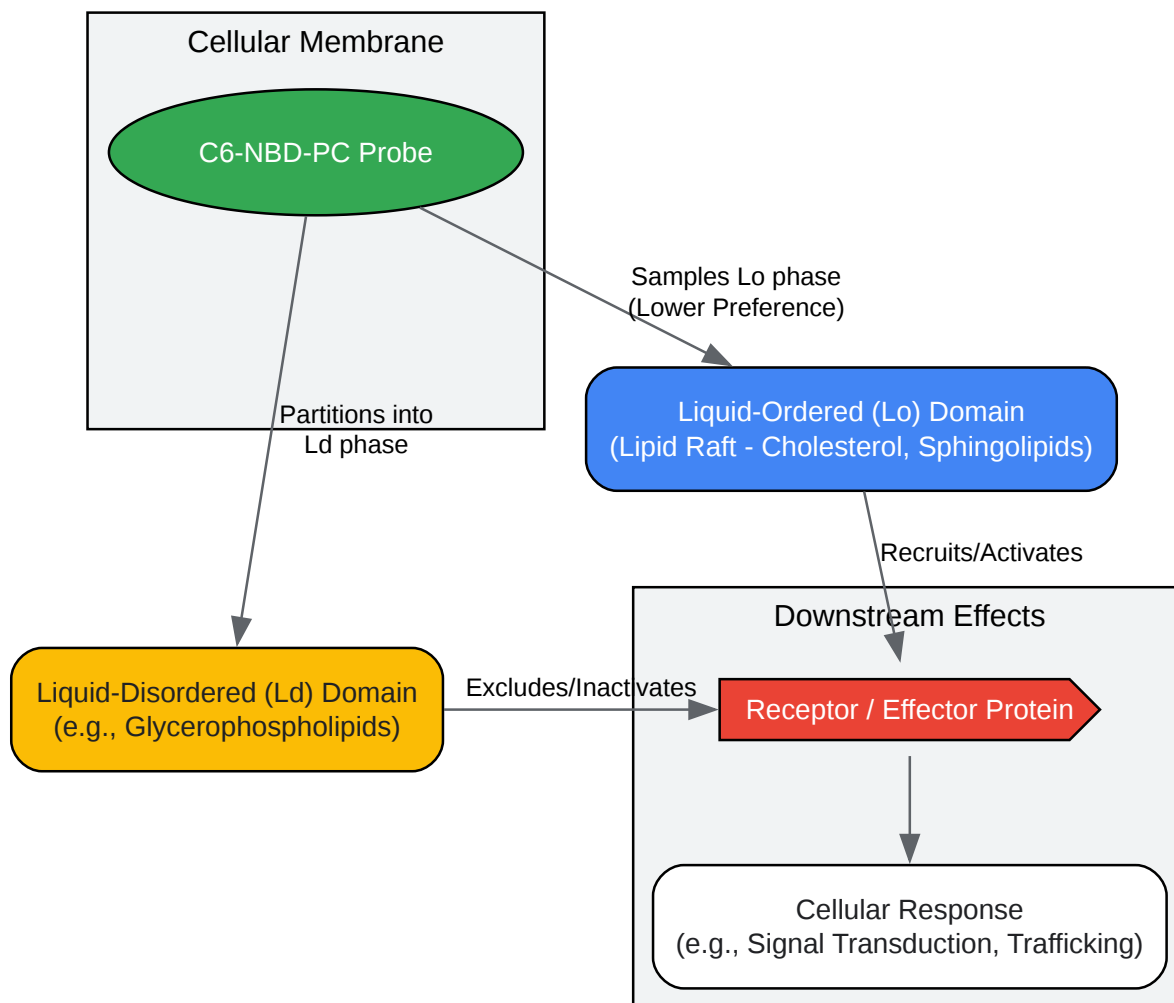 Cellular Membrane
C6-NBD-PC Probe
Samples Lo phase
(Lower Preference)
Partitions into
Ld phase
Liquid-Ordered (Lo) Domain
(Lipid Raft - Cholesterol, Sphingolipids)
Recruits/Activates
Downstream Effects
Liquid-Disordered (Ld) Domain
(e.g., Glycerophospholipids)
Excludes/Inactivates
Receptor / Effector Protein
Cellular Response
(e.g., Signal Transduction, Trafficking)